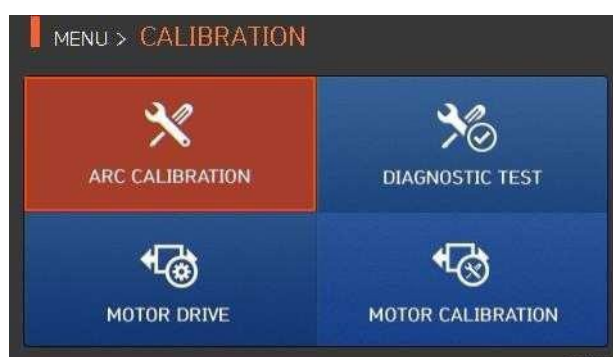 MENU > CALIBRATION
ARC CALIBRATION
DIAGNOSTIC TEST
MOTOR DRIVE
MOTOR CALIBRATION